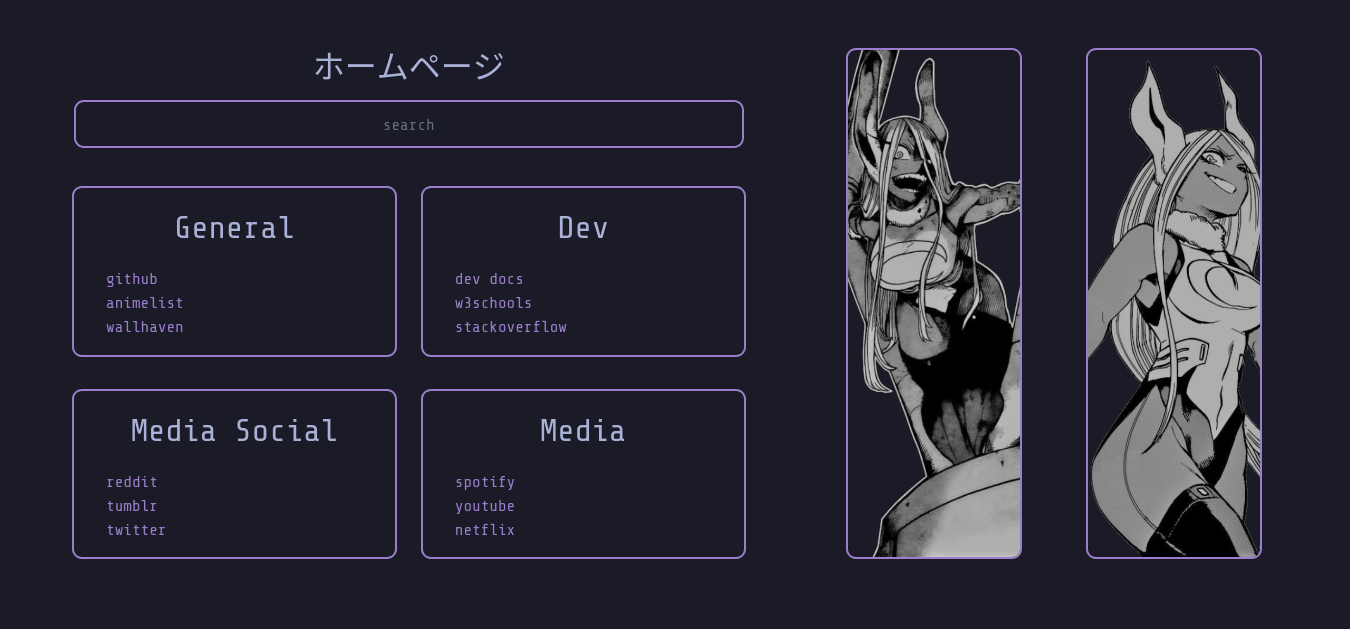 ホームページ
search
General
github
animelist
wallhaven
Dev
dev docs
w3schools
stackoverflow
Media Social
reddit
tumblr
twitter
Media
spotify
youtube
netflix